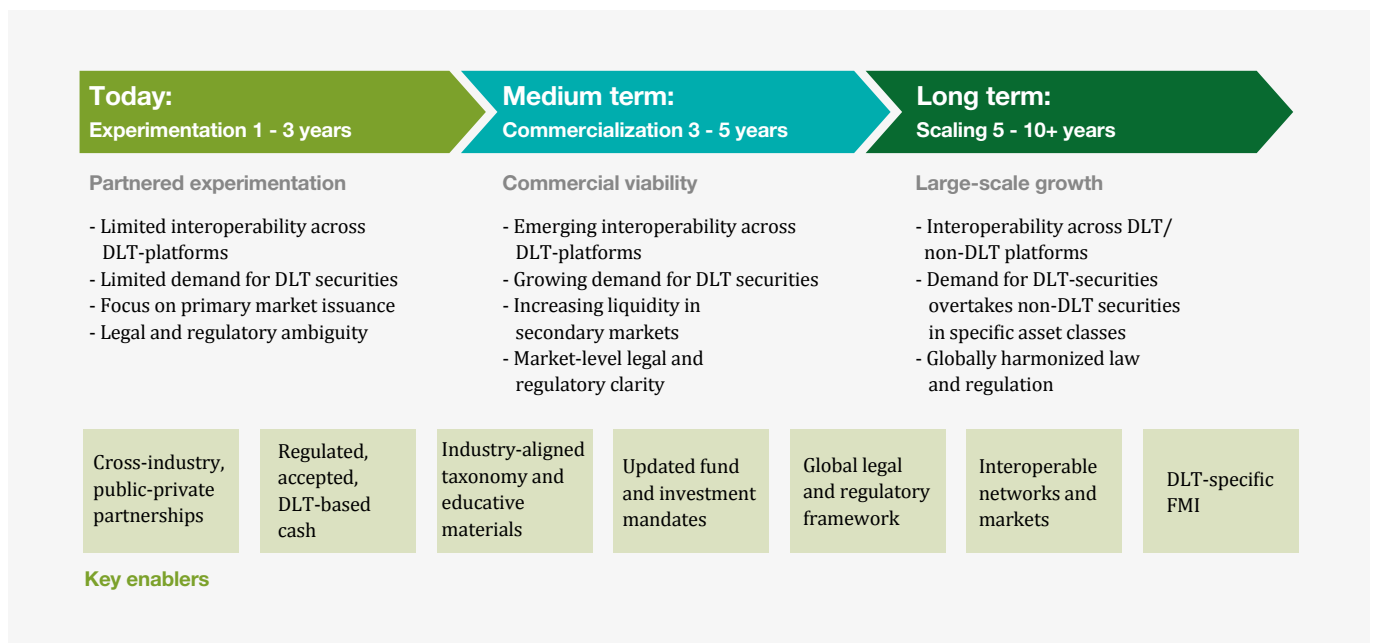 Today:
Experimentation 1 - 3 years
Medium term:
Commercialization 3 - 5 years
Long term:
Scaling 5 - 10+ years
Partnered experimentation
- Limited interoperability across
DLT-platforms
- Limited demand for DLT securities
- Focus on primary market issuance
- Legal and regulatory ambiguity
Commercial viability
- Emerging interoperability across
DLT-platforms
- Growing demand for DLT securities
- Increasing liquidity in
secondary markets
- Market-level legal and
regulatory clarity
Large-scale growth
- Interoperability across DLT/
non-DLT platforms
- Demand for DLT-securities
overtakes non-DLT securities
in specific asset classes
- Globally harmonized law
and regulation
Cross-industry,
public-private
partnerships
Regulated,
accepted,
DLT-based
cash
Industry-aligned
taxonomy and
educative
materials
Updated fund
and investment
mandates
Global legal
and regulatory
framework
Interoperable
networks and
markets
DLT-specific
FMI
Key enablers